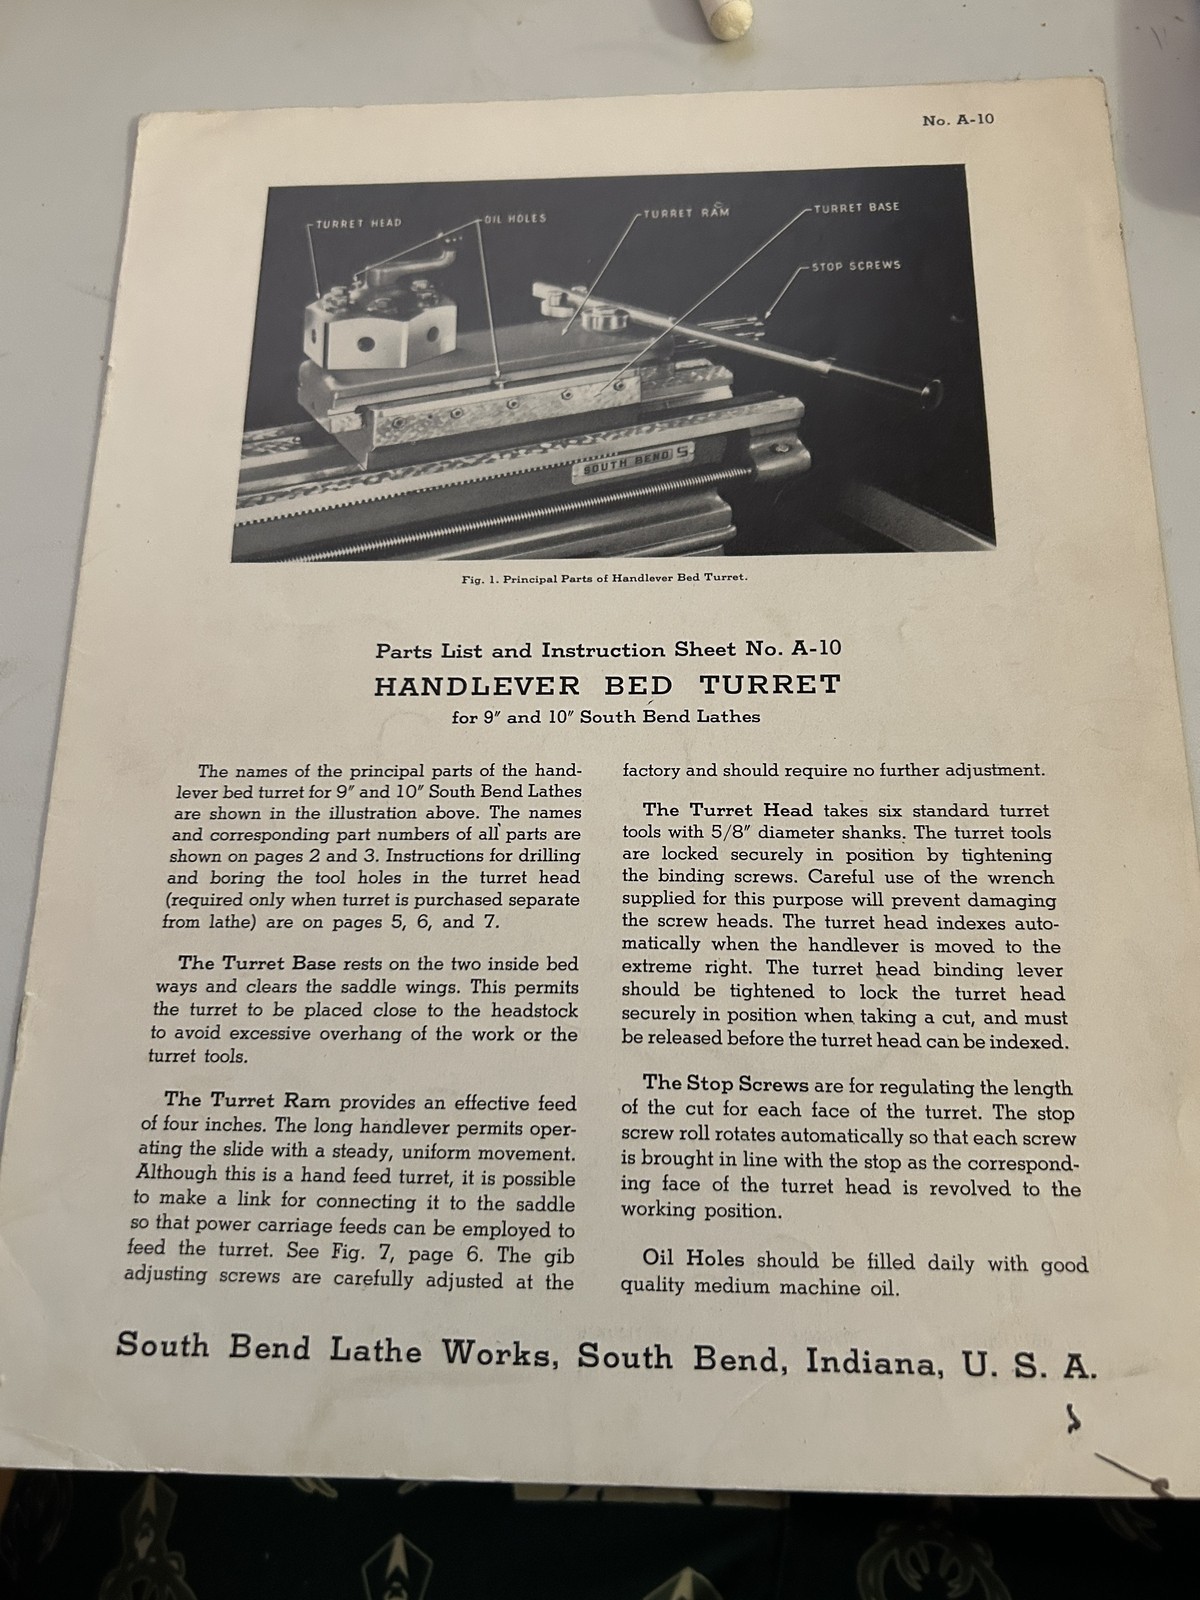 No. A-10
TURRET HEAD
OIL HOLES
TURRET RAM
TURRET BASE
STOP SCREWS
SOUTH BEND S
Fig. 1. Principal Parts of Handlever Bed Turret.
Parts List and Instruction Sheet No. A-10
HANDLEVER BED TURRET
for 9″ and 10″ South Bend Lathes
The names of the principal parts of the hand-
lever bed turret for 9″ and 10″ South Bend Lathes
are shown in the illustration above. The names
and corresponding part numbers of all parts are
shown on pages 2 and 3. Instructions for drilling
and boring the tool holes in the turret head
(required only when turret is purchased separate
from lathe) are on pages 5, 6, and 7.
The Turret Base rests on the two inside bed
ways and clears the saddle wings. This permits
the turret to be placed close to the headstock
to avoid excessive overhang of the work or the
turret tools.
The Turret Ram provides an effective feed
of four inches. The long handlever permits oper-
ating the slide with a steady, uniform movement.
Although this is a hand feed turret, it is possible
to make a link for connecting it to the saddle
so that power carriage feeds can be employed to
feed the turret. See Fig. 7, page 6. The gib
adjusting screws are carefully adjusted at the
factory and should require no further adjustment.
The Turret Head takes six standard turret
tools with 5/8″ diameter shanks. The turret tools
are locked securely in position by tightening
the binding screws. Careful use of the wrench
supplied for this purpose will prevent damaging
the screw heads. The turret head indexes auto-
matically when the handlever is moved to the
extreme right. The turret head binding lever
should be tightened to lock the turret head
securely in position when taking a cut, and must
be released before the turret head can be indexed.
The Stop Screws are for regulating the length
of the cut for each face of the turret. The stop
screw roll rotates automatically so that each screw
is brought in line with the stop as the correspond-
ing face of the turret head is revolved to the
working position.
Oil Holes should be filled daily with good
quality medium machine oil.
South Bend Lathe Works, South Bend, Indiana, U. S. A.